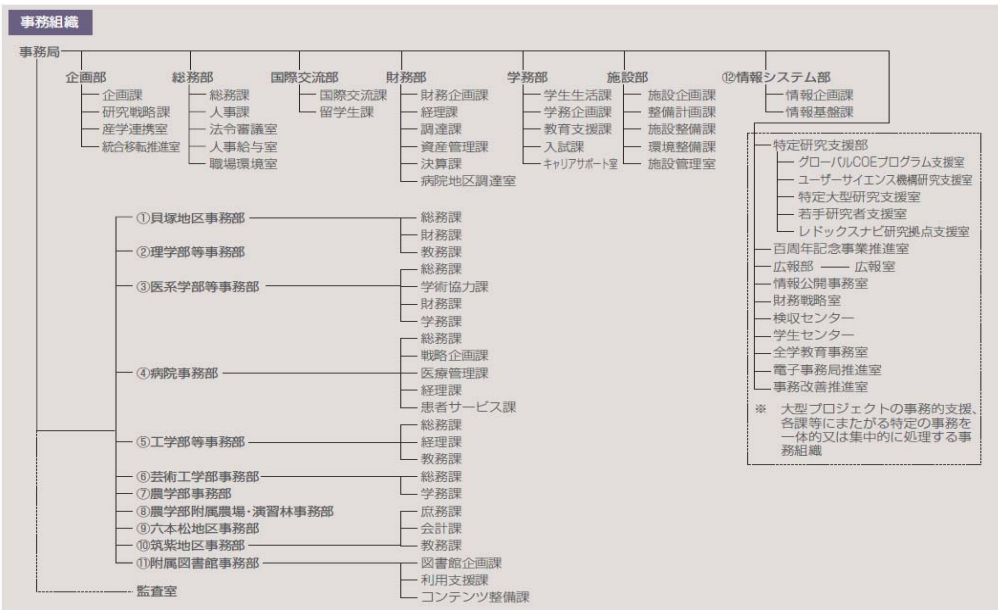 事務組織
事務局
企画部
企画課
研究戦略課
産学連携室
統合移転推進室
総務部
総務課
人事課
法令審議室
人事給与室
職場環境室
国際交流部
国際交流課
留学生課
財務部
財務企画課
経理課
調達課
資産管理課
決算課
病院地区調達室
学務部
学生生活課
学務企画課
教育支援課
入試課
キャリアサポート室
施設部
施設企画課
整備計画課
施設整備課
環境整備課
施設管理室
⑫情報システム部
情報企画課
情報基盤課
特定研究支援部
グローバルCOEプログラム支援室
ユーザーサイエンス機構研究支援室
特定大型研究支援室
若手研究者支援室
レドックスナビ研究拠点支援室
百周年記念事業推進室
広報部 広報室
情報公開事務室
財務戦略室
検収センター
学生センター
全学教育事務室
電子事務局推進室
事務改善推進室
※ 大型プロジェクトの事務的支援、
各課等にまたがる特定の事務を
一体的又は集中的に処理する事
務組織
①貝塚地区事務部
総務課
財務課
教務課
②理学部等事務部
③医系学部等事務部
総務課
学術協力課
財務課
学務課
④病院事務部
総務課
戦略企画課
医療管理課
経理課
患者サービス課
⑤工学部等事務部
総務課
経理課
教務課
⑥芸術工学部事務部
総務課
学務課
⑦農学部事務部
⑧農学部附属農場・演習林事務部
⑨六本松地区事務部
⑩筑紫地区事務部
庶務課
会計課
教務課
⑪附属図書館事務部
図書館企画課
利用支援課
コンテンツ整備課
監査室